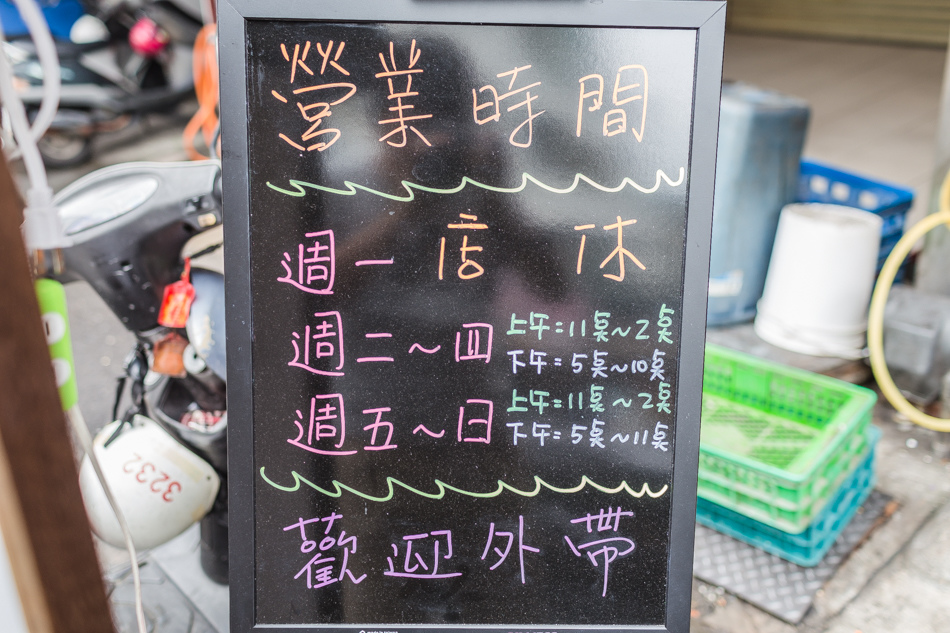 營業時間
週一 店休
週二~四 上午:11點~2點
下午:5點~10點
週五~日 上午:11點~2點
下午:5點~11點
歡迎外帶
3232